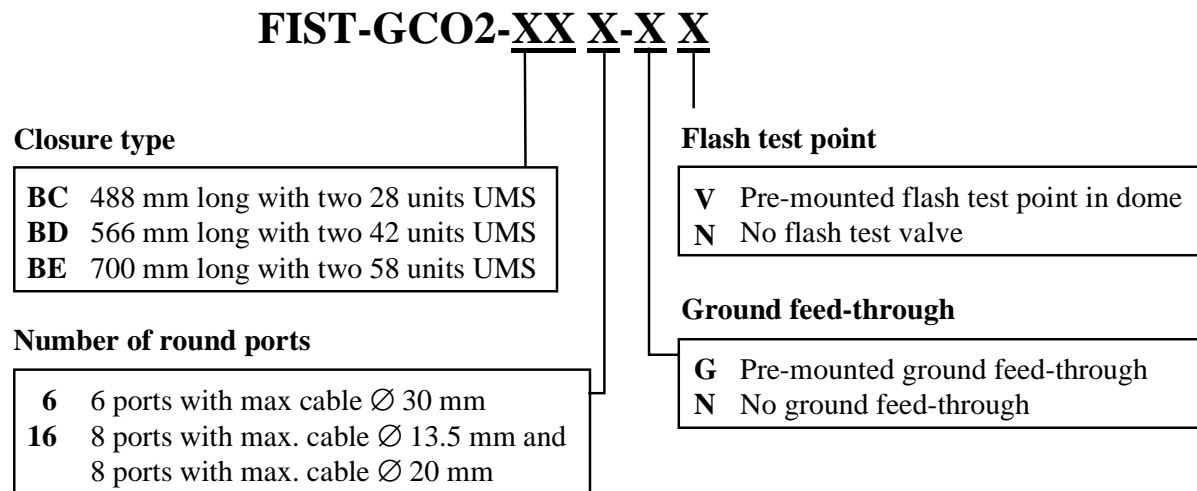 FIST-GCO2-XX X-X X
Closure type
BC 488 mm long with two 28 units UMS
BD 566 mm long with two 42 units UMS
BE 700 mm long with two 58 units UMS
Number of round ports
6 6 ports with max cable ∅ 30 mm
16 8 ports with max. cable ∅ 13.5 mm and
8 ports with max. cable ∅ 20 mm
Flash test point
V Pre-mounted flash test point in dome
N No flash test valve
Ground feed-through
G Pre-mounted ground feed-through
N No ground feed-through